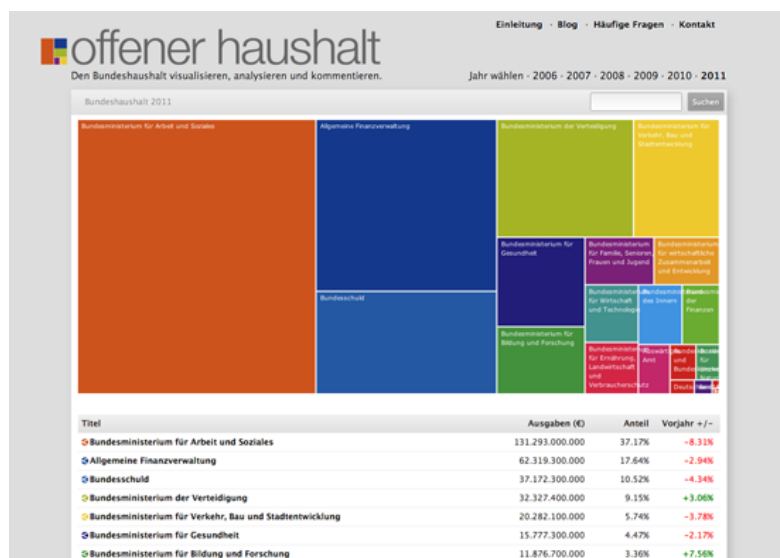 Einleitung · Blog · Häufige Fragen · Kontakt
offener haushalt
Den Bundeshaushalt visualisieren, analysieren und kommentieren.
Jahr wählen - 2006 - 2007 - 2008 - 2009 - 2010 - 2011
Bundeshaushalt 2011
Suchen
Bundesministerium für Arbeit und Soziales
Allgemeine Finanzverwaltung
Bundesschuld
Bundesministerium der Verteidigung
Bundesministerium für
Verkehr, Bau und
Stadtentwicklung
Bundesministerium für
Gesundheit
Bundesministerium
für Familie, Senioren,
Frauen und Jugend
Bundesministerium
für wirtschaftliche
Zusammenarbeit
und Entwicklung
Bundesministerium für
Bildung und Forschung
Bundesministerium
für Wirtschaft
und Technologie
des Innern
der
Finanzen
Bundesministerium
für Ernährung,
Landwirtschaft
und
Verbraucherschutz
Auswärtiges
Amt
und
für
Titel Ausgaben (€) Anteil Vorjahr +/-
Bundesministerium für Arbeit und Soziales 131.293.000.000 37.17% -8.31%
Allgemeine Finanzverwaltung 62.319.300.000 17.64% -2.94%
Bundesschuld 37.172.300.000 10.52% -4.34%
Bundesministerium der Verteidigung 32.327.400.000 9.15% +3.06%
Bundesministerium für Verkehr, Bau und Stadtentwicklung 20.282.100.000 5.74% -3.78%
Bundesministerium für Gesundheit 15.777.300.000 4.47% -2.17%
Bundesministerium für Bildung und Forschung 11.876.700.000 3.36% +7.56%